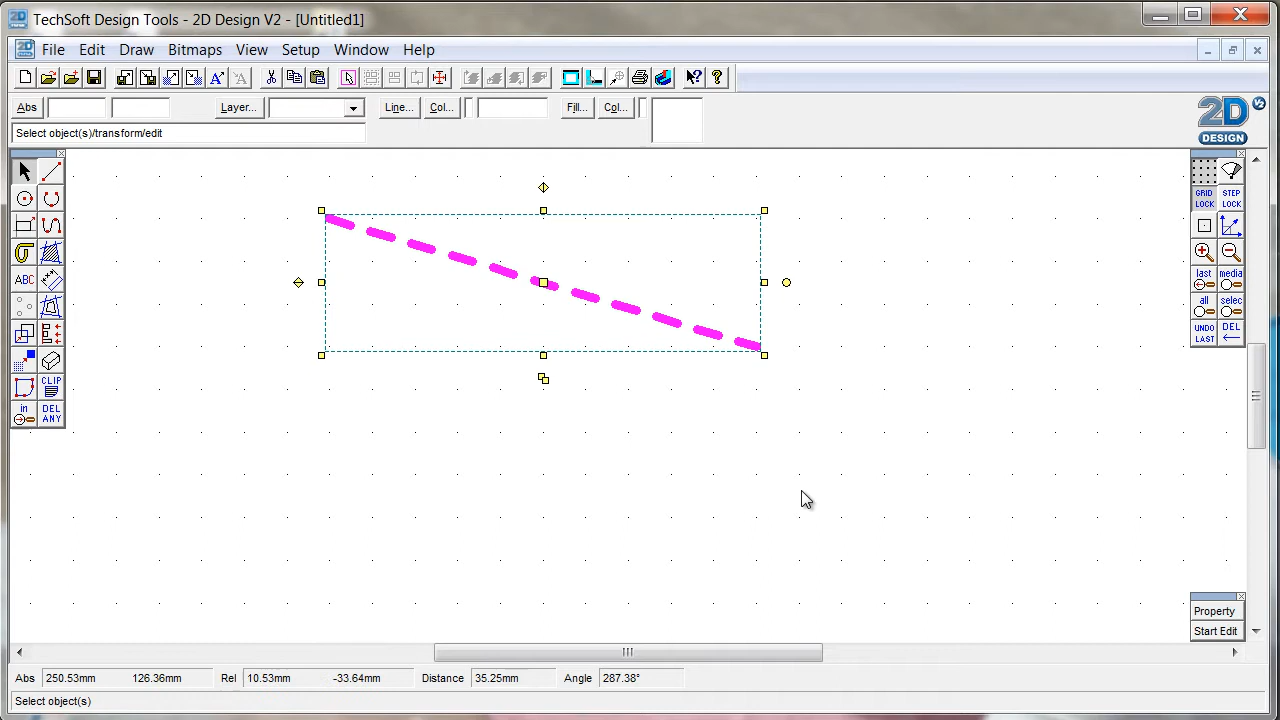 TechSoft Design Tools - 2D Design V2 - [Untitled1]
2D File Edit Draw Bitmaps View Setup Window Help
A A ? ?
Abs Layer... Line... Col... Fill... Col...
2D V2
DESIGN
Select object(s)/transform/edit
GRID LOCK
STEP LOCK
ABC
last
media
all
selec
UNDO LAST
DEL
CLIP
in
DEL ANY
Property
Start Edit
Abs 250.53mm 126.36mm Rel 10.53mm -33.64mm Distance 35.25mm Angle 287.38°
Select object(s)